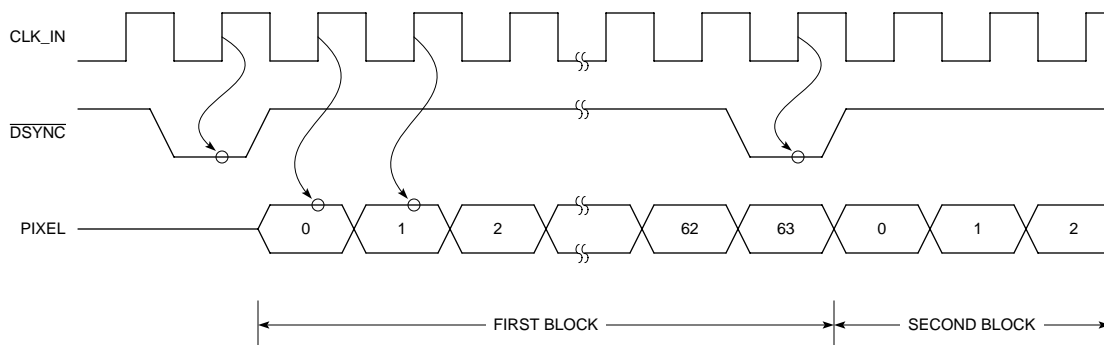 CLK_IN
DSYNC
PIXEL 0 1 2 62 63 0 1 2
FIRST BLOCK SECOND BLOCK